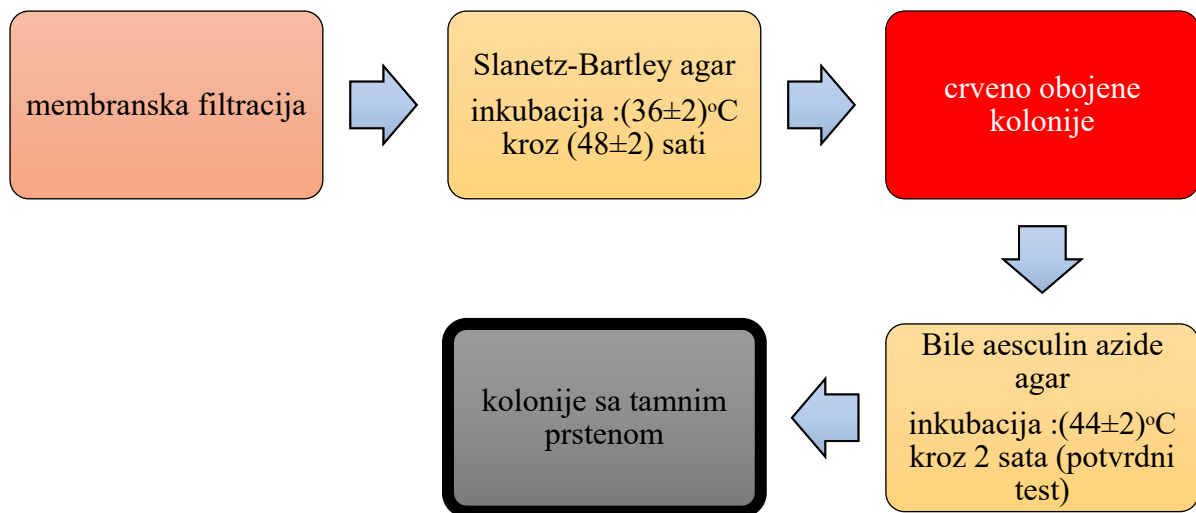 membranska filtracija
Slanetz-Bartley agar
inkubacija :(36±2)ºC
kroz (48±2) sati
crveno obojene
kolonije
Bile aesculin azide
agar
inkubacija :(44±2)ºC
kroz 2 sata (potvrdni
test)
kolonije sa tamnim
prstenom